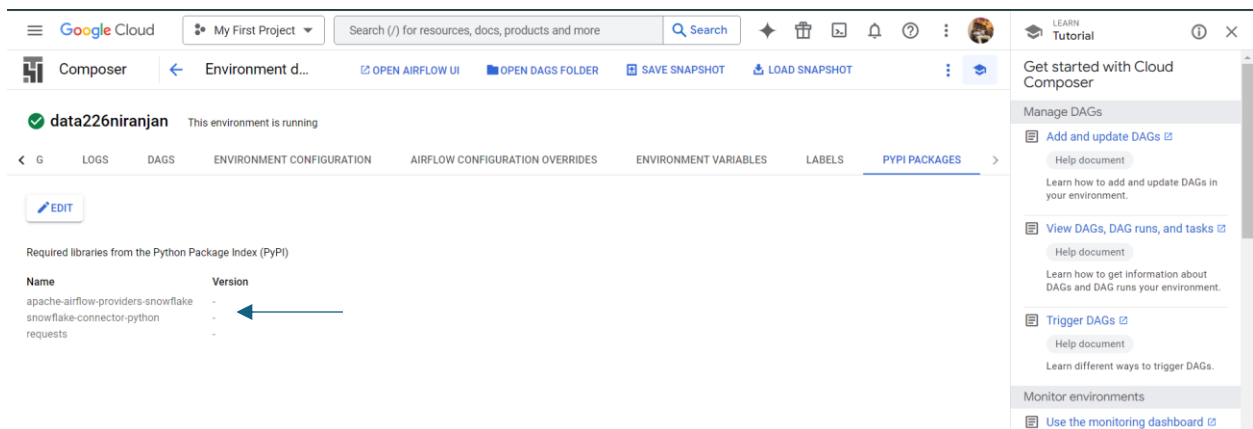 Google Cloud
My First Project
Search (/) for resources, docs, products and more
Search
Composer
Environment d...
OPEN AIRFLOW UI
OPEN DAGS FOLDER
SAVE SNAPSHOT
LOAD SNAPSHOT
data226niranjan
This environment is running
G
LOGS
DAGS
ENVIRONMENT CONFIGURATION
AIRFLOW CONFIGURATION OVERRIDES
ENVIRONMENT VARIABLES
LABELS
PYPI PACKAGES
EDIT
Required libraries from the Python Package Index (PyPI)
Name Version
apache-airflow-providers-snowflake -
snowflake-connector-python -
requests -
LEARN
Tutorial
Get started with Cloud
Composer
Manage DAGs
Add and update DAGs
Help document
Learn how to add and update DAGs in
your environment.
View DAGs, DAG runs, and tasks
Help document
Learn how to get information about
DAGs and DAG runs your environment.
Trigger DAGs
Help document
Learn different ways to trigger DAGs.
Monitor environments
Use the monitoring dashboard